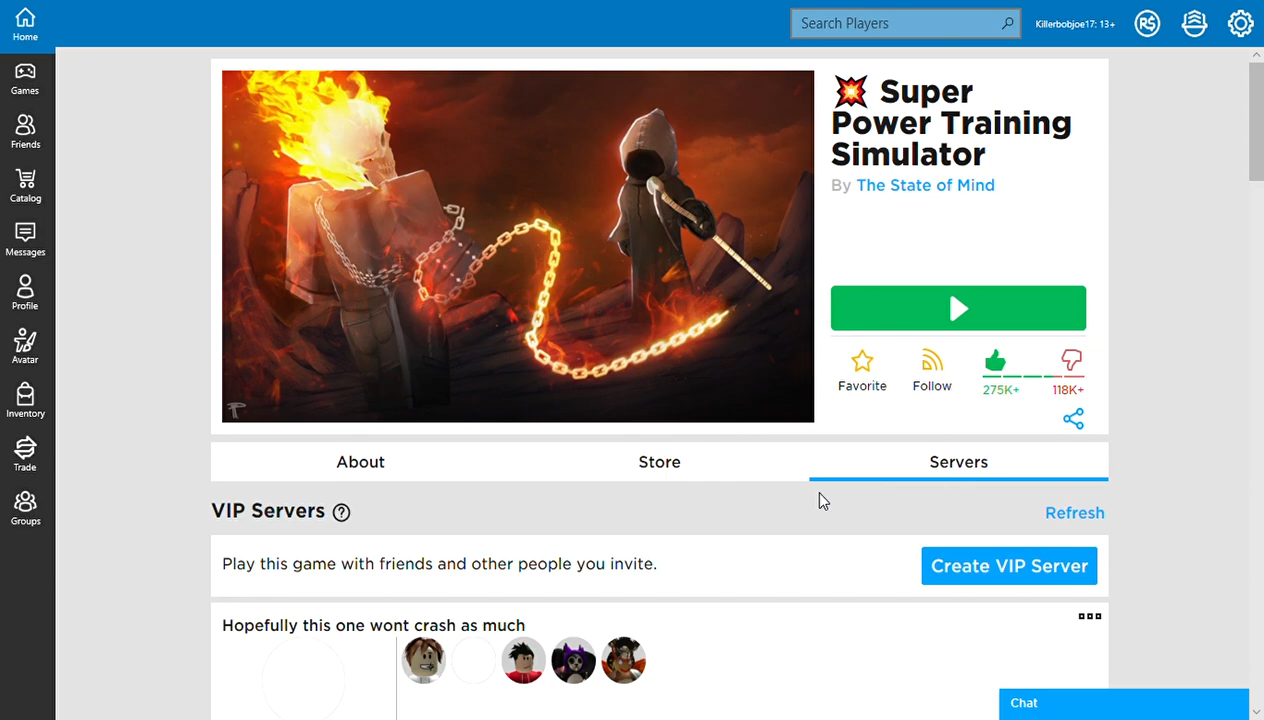 Home
Search Players
Killerbobjoe17: 13+
R$
Games
Friends
Catalog
Messages
Profile
Avatar
Inventory
Trade
Groups
💥 Super
Power Training
Simulator
By The State of Mind
Favorite
Follow
275K+
118K+
About
Store
Servers
VIP Servers ?
Refresh
Play this game with friends and other people you invite.
Create VIP Server
Hopefully this one wont crash as much
Chat